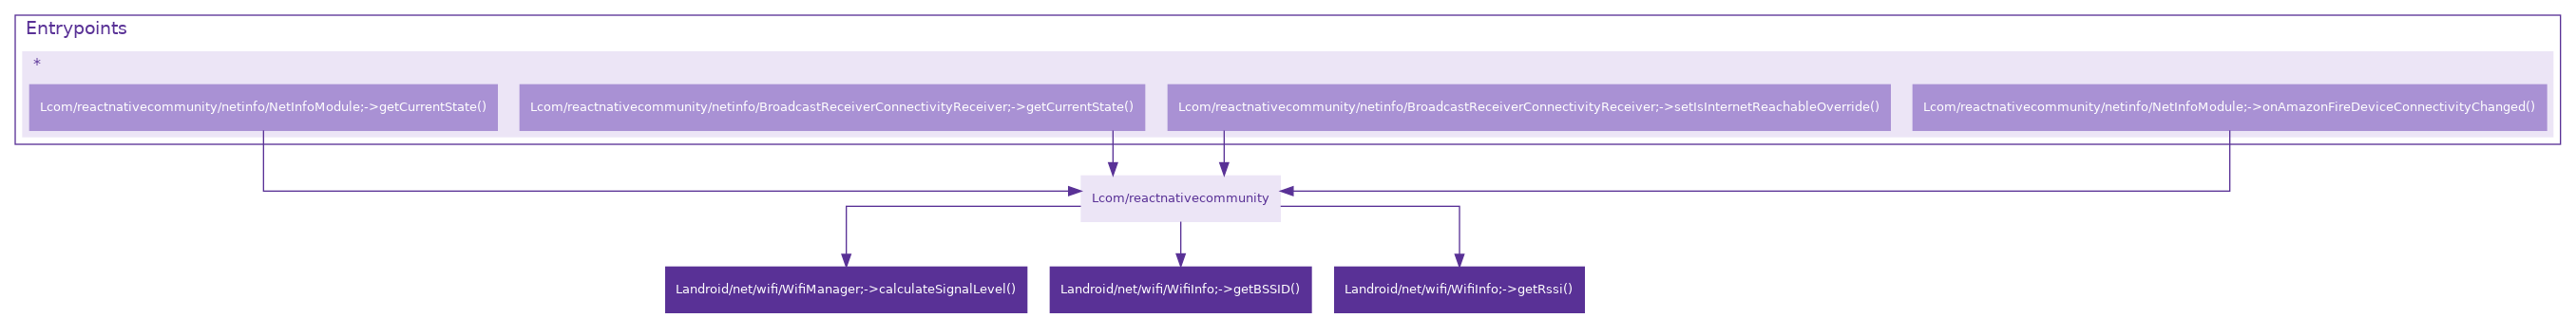 Entrypoints
*
Lcom/reactnativecommunity/netinfo/NetInfoModule;->getCurrentState()
Lcom/reactnativecommunity/netinfo/BroadcastReceiverConnectivityReceiver;->getCurrentState()
Lcom/reactnativecommunity/netinfo/BroadcastReceiverConnectivityReceiver;->setIsInternetReachableOverride()
Lcom/reactnativecommunity/netinfo/NetInfoModule;->onAmazonFireDeviceConnectivityChanged()
Lcom/reactnativecommunity
Landroid/net/wifi/WifiManager;->calculateSignalLevel()
Landroid/net/wifi/WifiInfo;->getBSSID()
Landroid/net/wifi/WifiInfo;->getRssi()